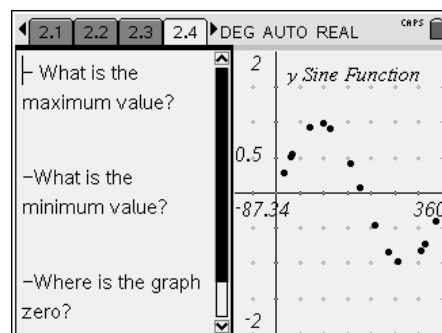 2.1 2.2 2.3 2.4 DEG AUTO REAL CAPS
- What is the
maximum value?
-What is the
minimum value?
-Where is the graph
zero?
2 y Sine Function
0.5
-87.34 360
-2